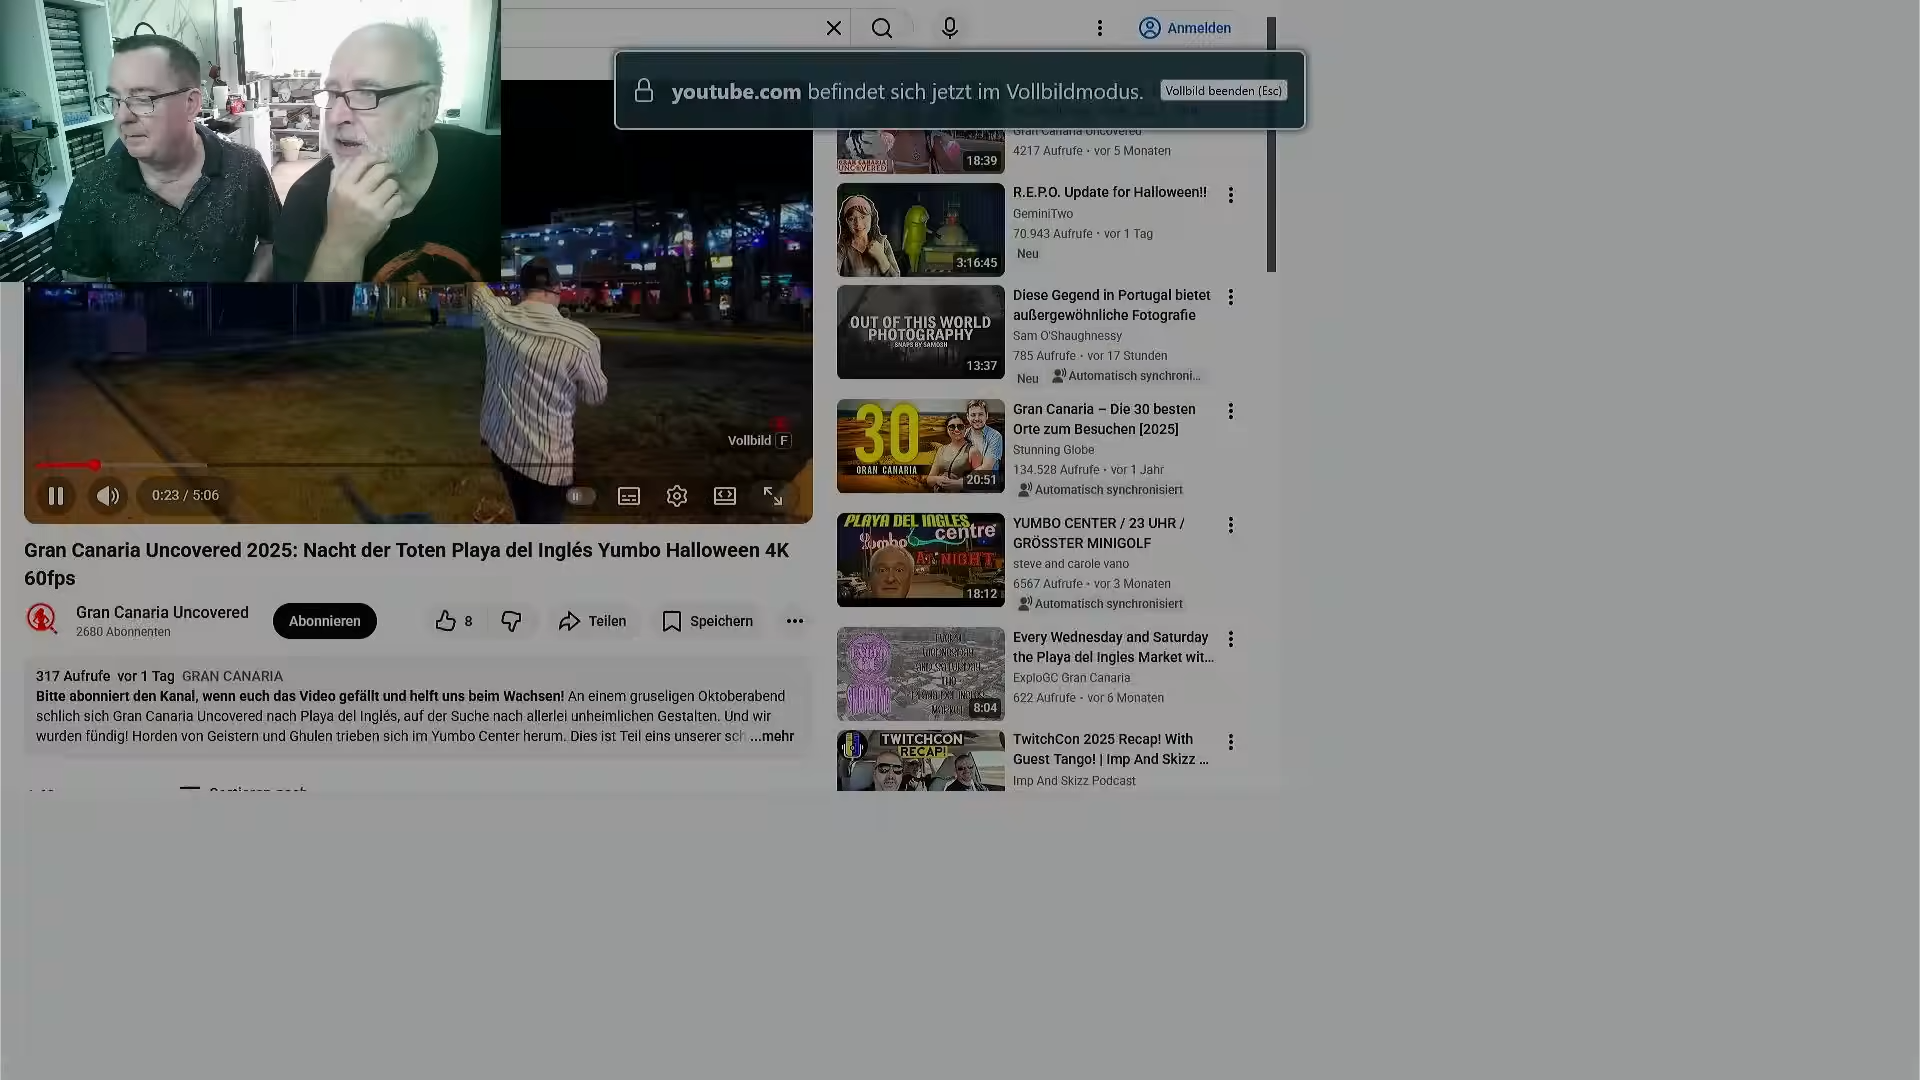 Anmelden
youtube.com befindet sich jetzt im Vollbildmodus. Vollbild beenden (Esc)
Vollbild F
0:23 / 5:06
Gran Canaria Uncovered 2025: Nacht der Toten Playa del Inglés Yumbo Halloween 4K
60fps
Gran Canaria Uncovered
2680 Abonnenten
Abonnieren
8
Teilen
Speichern
317 Aufrufe vor 1 Tag GRAN CANARIA
Bitte abonniert den Kanal, wenn euch das Video gefällt und helft uns beim Wachsen! An einem gruseligen Oktoberabend
schlich sich Gran Canaria Uncovered nach Playa del Inglés, auf der Suche nach allerlei unheimlichen Gestalten. Und wir
wurden fündig! Horden von Geistern und Ghulen trieben sich im Yumbo Center herum. Dies ist Teil eins unserer sch ...mehr
Gran Canaria Uncovered
4217 Aufrufe • vor 5 Monaten
GRAN CANARIA
UNCOVERED
18:39
R.E.P.O. Update for Halloween!!
GeminiTwo
70.943 Aufrufe • vor 1 Tag
Neu
3:16:45
Diese Gegend in Portugal bietet
außergewöhnliche Fotografie
Sam O'Shaughnessy
785 Aufrufe • vor 17 Stunden
Neu Automatisch synchroni...
OUT OF THIS WORLD
PHOTOGRAPHY
SNAPS BY SAMOSH
13:37
Gran Canaria – Die 30 besten
Orte zum Besuchen [2025]
Stunning Globe
134.528 Aufrufe • vor 1 Jahr
Automatisch synchronisiert
30
GRAN CANARIA
20:51
YUMBO CENTER / 23 UHR /
GRÖSSTER MINIGOLF
steve and carole vano
6567 Aufrufe • vor 3 Monaten
Automatisch synchronisiert
PLAYA DEL INGLES
yumbo centre
AT NIGHT
18:12
Every Wednesday and Saturday
the Playa del Ingles Market wit...
ExploGC Gran Canaria
622 Aufrufe • vor 6 Monaten
8:04
TwitchCon 2025 Recap! With
Guest Tango! | Imp And Skizz ...
Imp And Skizz Podcast
TWITCHCON
RECAP!